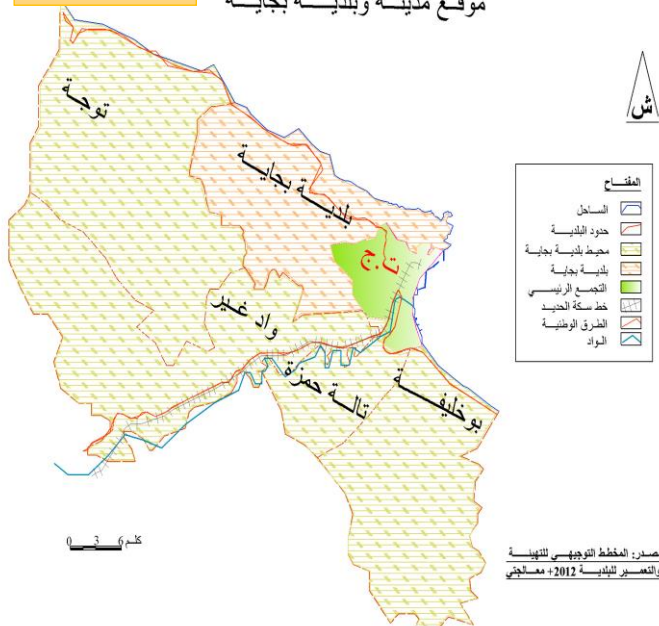 موقع مدينة وبلدية بجاية
توجة
بلدية بجاية
ت.ج
واد غير
تالة حمزة
بوخليفة
ش
المفتاح
الساحل
حدود البلدية
محيط بلدية بجاية
بلدية بجاية
التجمع الرئيسي
خط سكة الحديد
الطرق الوطنية
الواد
0 3 6 كلم
صدر: المخطط التوجيهي للتهيئة
والتعمير للبلدية 2012+ معالجتي